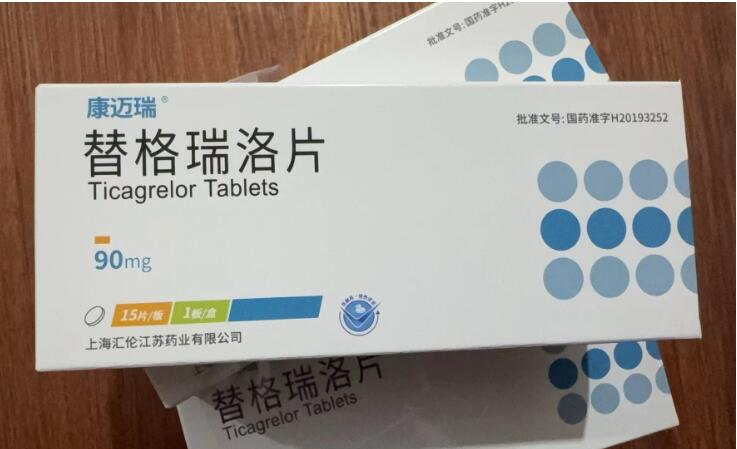 批准文号:国药准字H2
康迈瑞®
替格瑞洛片
Ticagrelor Tablets
批准文号:国药准字H20193252
90mg
15片/板 1板/盒
上海汇伦江苏药业有限公司
替格瑞洛片
Ticagrelor Tablets